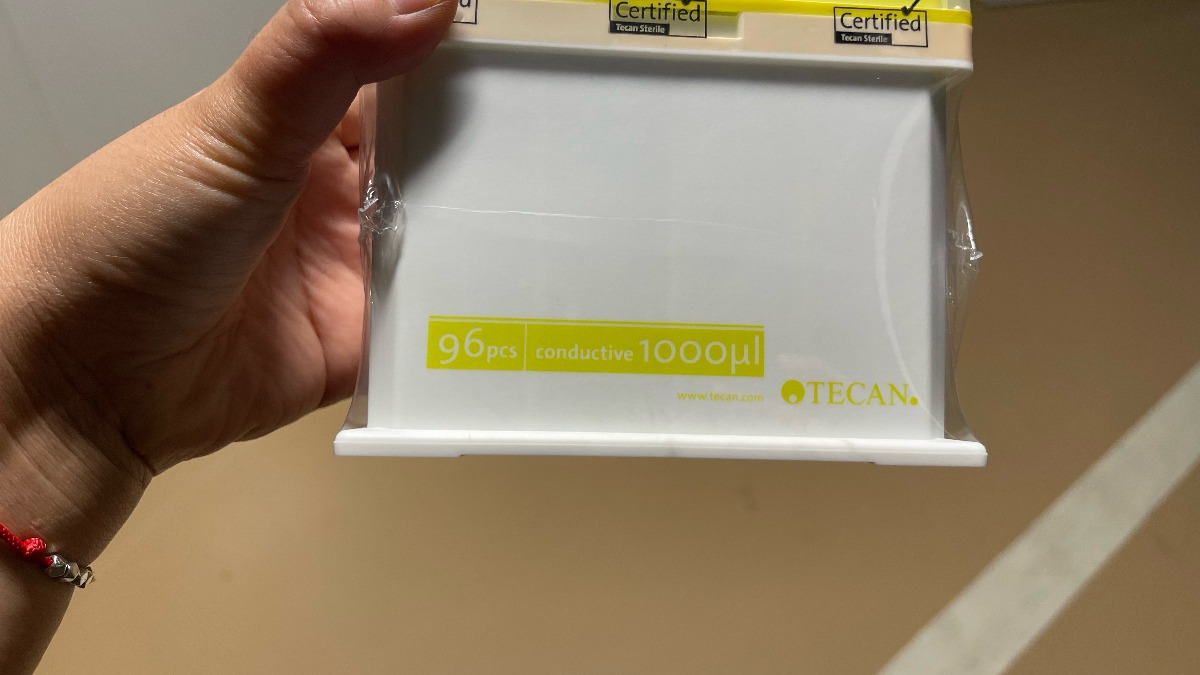 d
Certified
Tecan Sterile
Certified
Tecan Sterile
96pcs conductive 1000µl
www.tecan.com
TECAN.